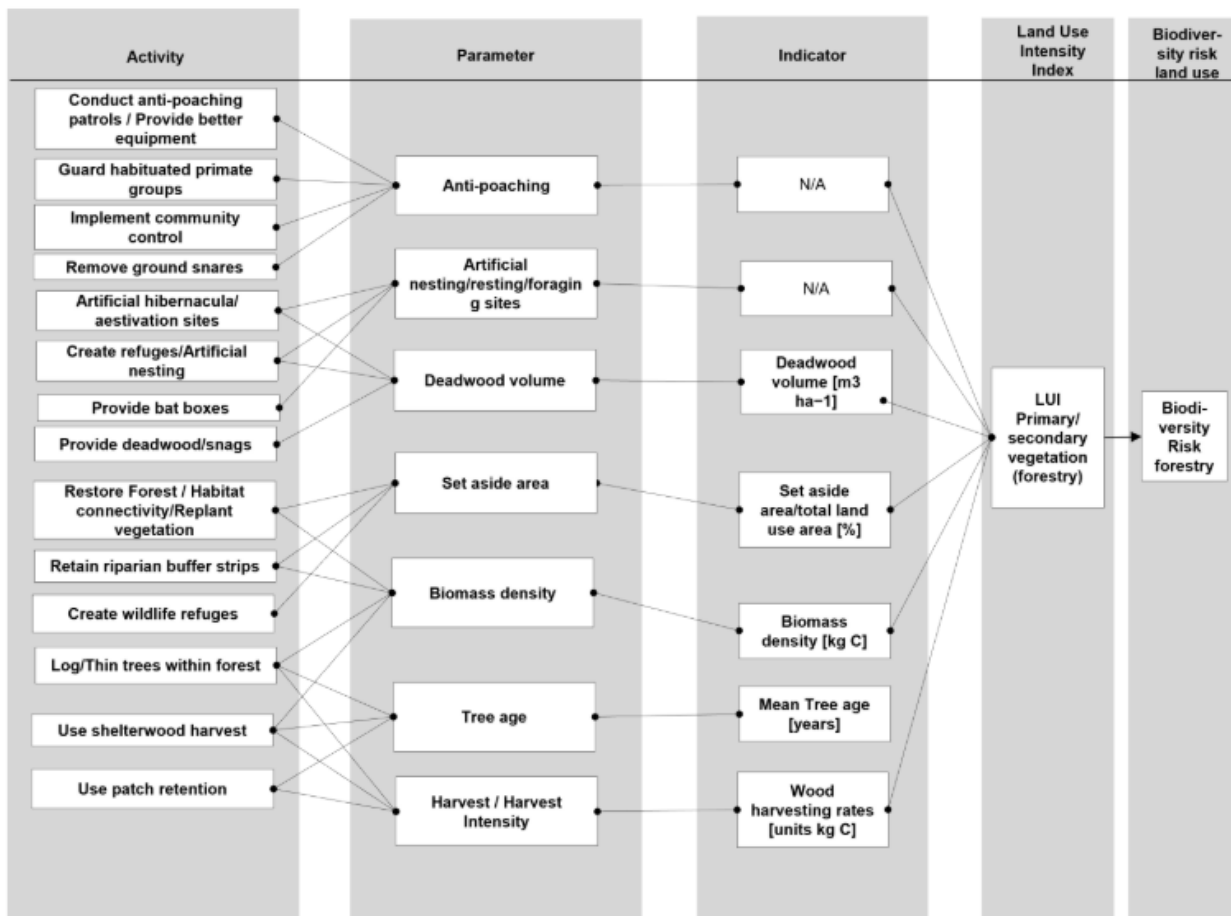 Activity
Parameter
Indicator
Land Use
Intensity
Index
Biodiver-
sity risk
land use
Conduct anti-poaching
patrols / Provide better
equipment
Guard habituated primate
groups
Implement community
control
Remove ground snares
Artificial hibernacula/
aestivation sites
Create refuges/Artificial
nesting
Provide bat boxes
Provide deadwood/snags
Restore Forest / Habitat
connectivity/Replant
vegetation
Retain riparian buffer strips
Create wildlife refuges
Log/Thin trees within forest
Use shelterwood harvest
Use patch retention
Anti-poaching
Artificial
nesting/resting/foragin
g sites
Deadwood volume
Set aside area
Biomass density
Tree age
Harvest / Harvest
Intensity
N/A
N/A
Deadwood
volume [m3
ha−1]
Set aside
area/total land
use area [%]
Biomass
density [kg C]
Mean Tree age
[years]
Wood
harvesting rates
[units kg C]
LUI
Primary/
secondary
vegetation
(forestry)
Biodi-
versity
Risk
forestry